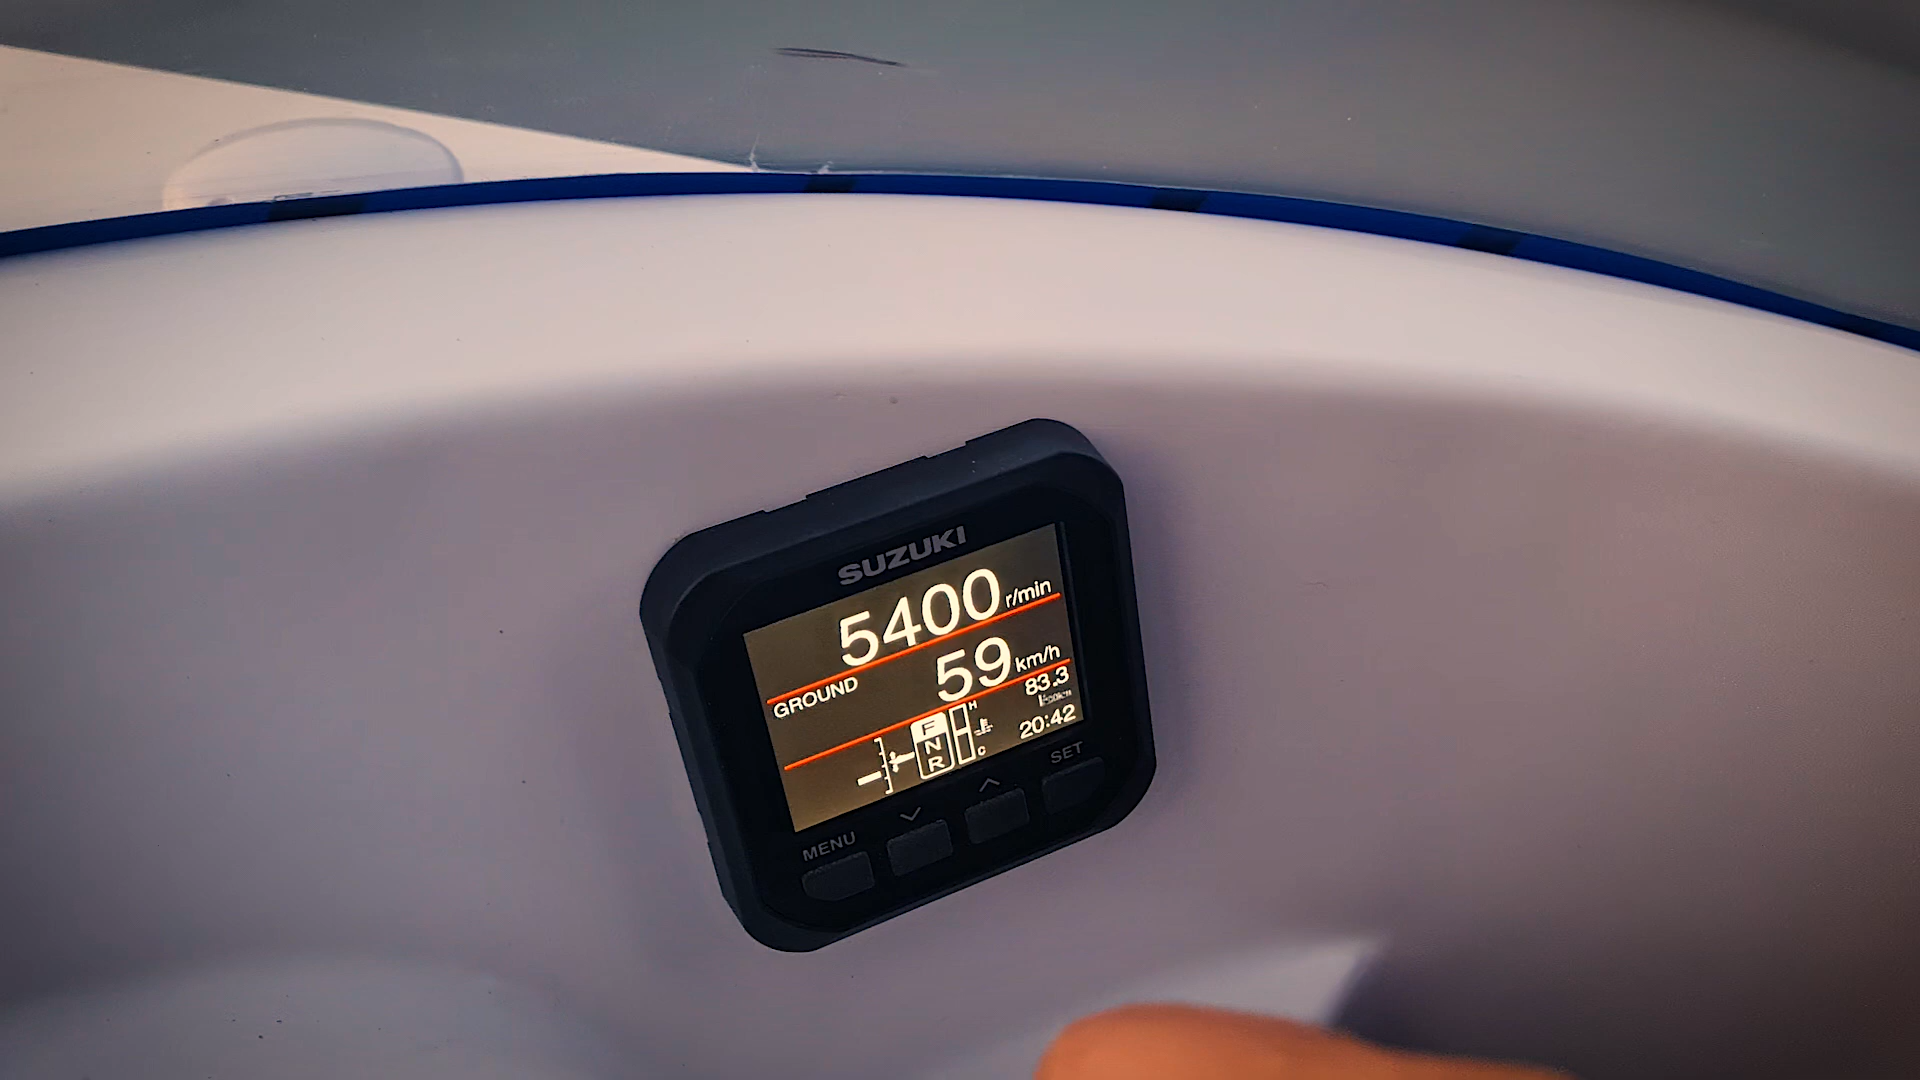 SUZUKI
5400 r/min
GROUND 59 km/h
83.3
F H
N
R C
20:42
MENU SET